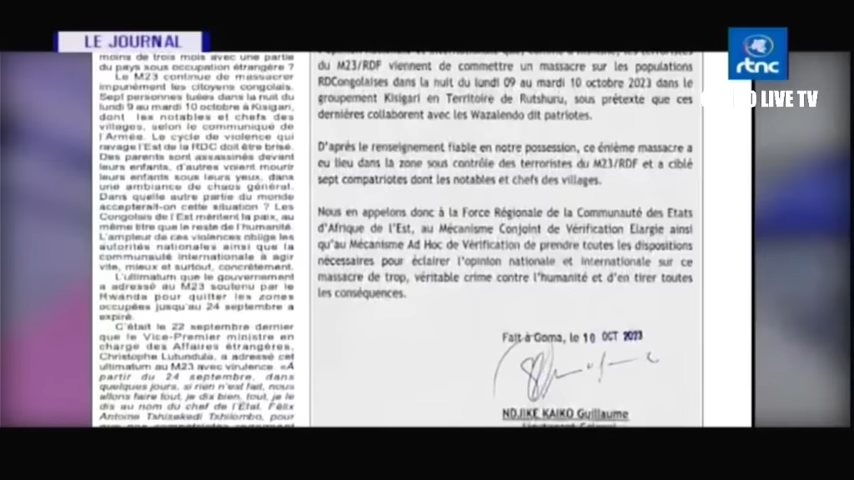 LE JOURNAL
rtnc
LIVE TV
moins de trois mois avec une partie
du pays sous occupation étrangère ?
Le M23 continue de massacrer
impunément les citoyens congolais.
Sept personnes tuées dans la nuit du
lundi 9 au mardi 10 octobre à Kisigari,
dont les notables et chefs des
villages, selon le communiqué de
l'Armée. Le cycle de violence qui
ravage l'Est de la RDC doit être brisé.
Des parents sont assassinés devant
leurs enfants, d'autres voient mourir
leurs enfants sous leurs yeux, dans
une ambiance de chaos général.
Dans quelle autre partie du monde
accepterait-on cette situation ? Les
Congolais de l'Est méritent la paix, au
même titre que le reste de l'humanité.
L'ampleur de ces violences oblige les
autorités nationales ainsi que la
communauté internationale à agir
vite, mieux et surtout, concrètement.
L'ultimatum que le gouvernement
a adressé au M23 soutenu par le
Rwanda pour quitter les zones
occupées jusqu'au 24 septembre a
expiré.
C'était le 22 septembre dernier
que le Vice-Premier ministre en
charge des Affaires étrangères,
Christophe Lutundula, a adressé cet
ultimatum au M23 avec virulence «A
partir du 24 septembre, dans
quelques jours, si rien n'est fait, nous
allons faire tout, je dis bien, tout, je le
dis au nom du chef de l'État, Félix
Antoine Tshisekedi Tshilombo, pour
du M23/RDF viennent de commettre un massacre sur les populations
RDCongolaises dans la nuit du lundi 09 au mardi 10 octobre 2023 dans le
groupement Kisigari en Territoire de Rutshuru, sous prétexte que ces
dernières collaborent avec les Wazalendo dit patriotes.
D'après le renseignement fiable en notre possession, ce énième massacre a
eu lieu dans la zone sous contrôle des terroristes du M23/RDF et a ciblé
sept compatriotes dont les notables et chefs des villages.
Nous en appelons donc à la Force Régionale de la Communauté des Etats
d'Afrique de l'Est, au Mécanisme Conjoint de Vérification Elargie ainsi
qu'au Mécanisme Ad Hoc de Vérification de prendre toutes les dispositions
nécessaires pour éclairer l'opinion nationale et internationale sur ce
massacre de trop, véritable crime contre l'humanité et d'en tirer toutes
les conséquences.
Fait à Goma, le 10 OCT 2023
NDJIKE KAIKO Guillaume